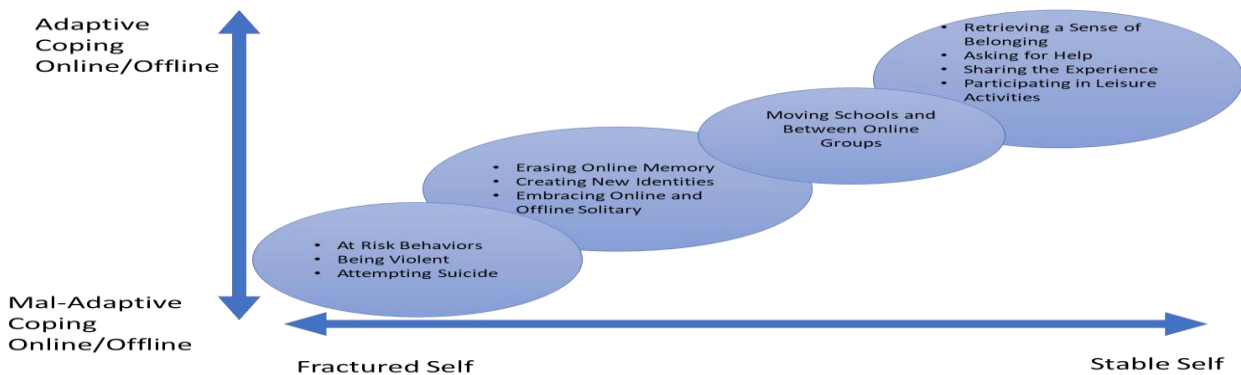 Adaptive
Coping
Online/Offline
• Retrieving a Sense of
Belonging
• Asking for Help
• Sharing the Experience
• Participating in Leisure
Activities
Moving Schools and
Between Online
Groups
• Erasing Online Memory
• Creating New Identities
• Embracing Online and
Offline Solitary
• At Risk Behaviors
• Being Violent
• Attempting Suicide
Mal-Adaptive
Coping
Online/Offline
Fractured Self
Stable Self